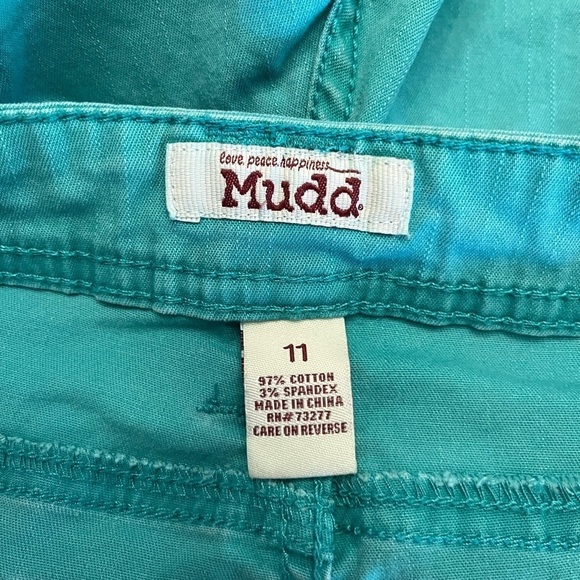 love. peace. happiness
Mudd.
11
97% COTTON
3% SPANDEX
MADE IN CHINA
RN# 73277
CARE ON REVERSE